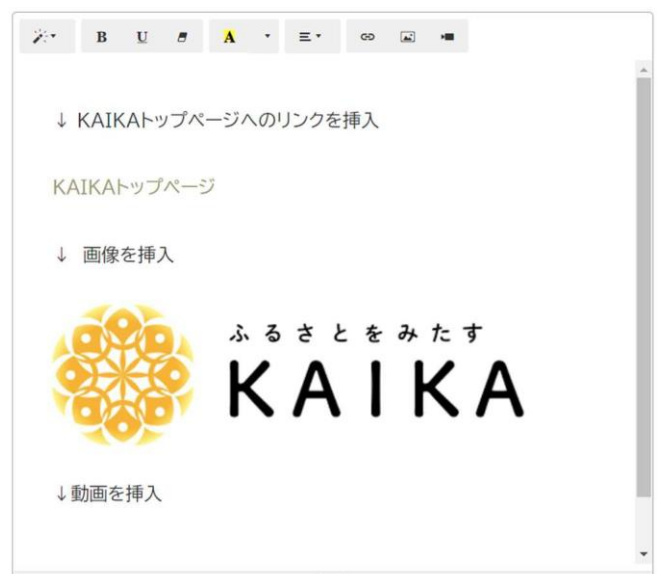 B U A
↓ KAIKAトップページへのリンクを挿入
KAIKAトップページ
↓ 画像を挿入
ふるさとをみたす
KAIKA
↓動画を挿入